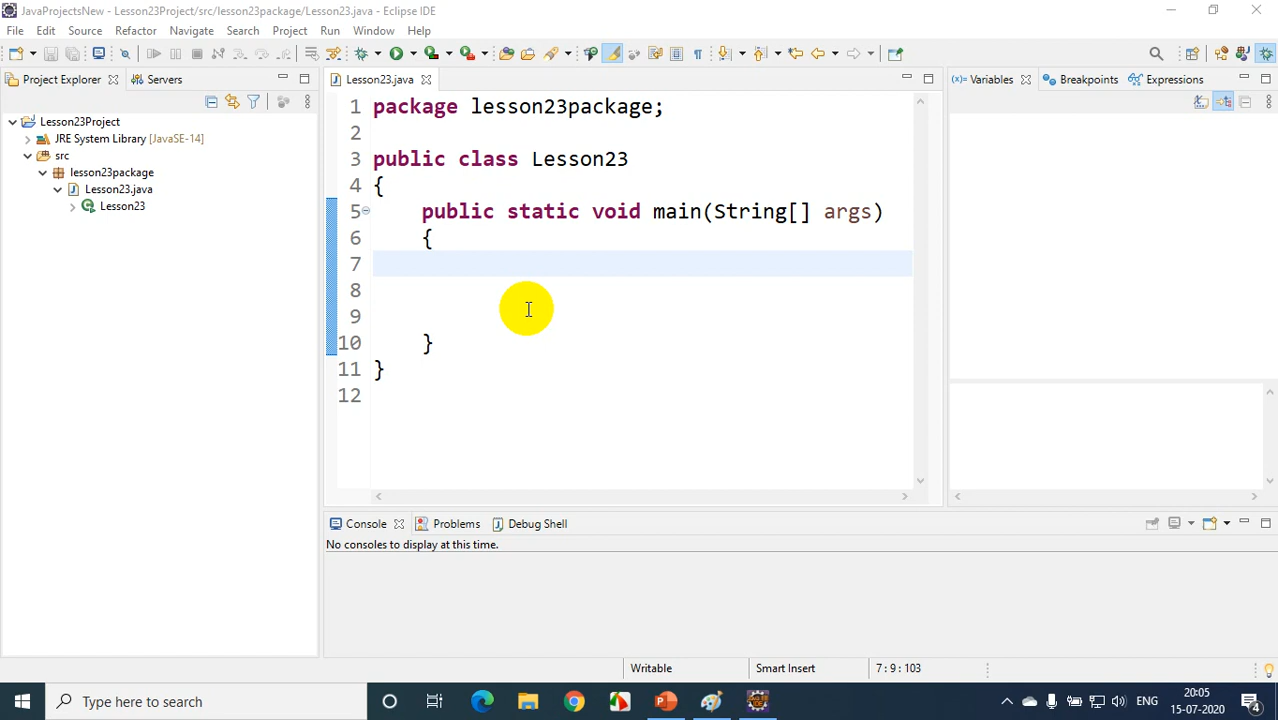 JavaProjectsNew - Lesson23Project/src/lesson23package/Lesson23.java - Eclipse IDE
File Edit Source Refactor Navigate Search Project Run Window Help
Project Explorer Servers
Lesson23Project
JRE System Library [JavaSE-14]
src
lesson23package
Lesson23.java
Lesson23
Lesson23.java
1 package lesson23package;
2
3 public class Lesson23
4 {
5 public static void main(String[] args)
6 {
7
8
9
10 }
11 }
12
Variables Breakpoints Expressions
Console Problems Debug Shell
No consoles to display at this time.
Writable Smart Insert 7 : 9 : 103
Type here to search
ENG
20:05
15-07-2020
4